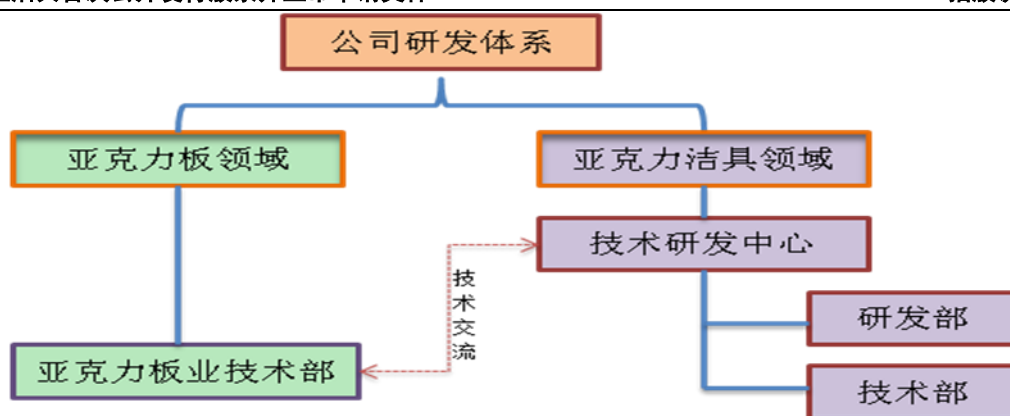 公司研发体系
亚克力板领域
亚克力洁具领域
技术研发中心
技术交流
研发部
亚克力板业技术部
技术部